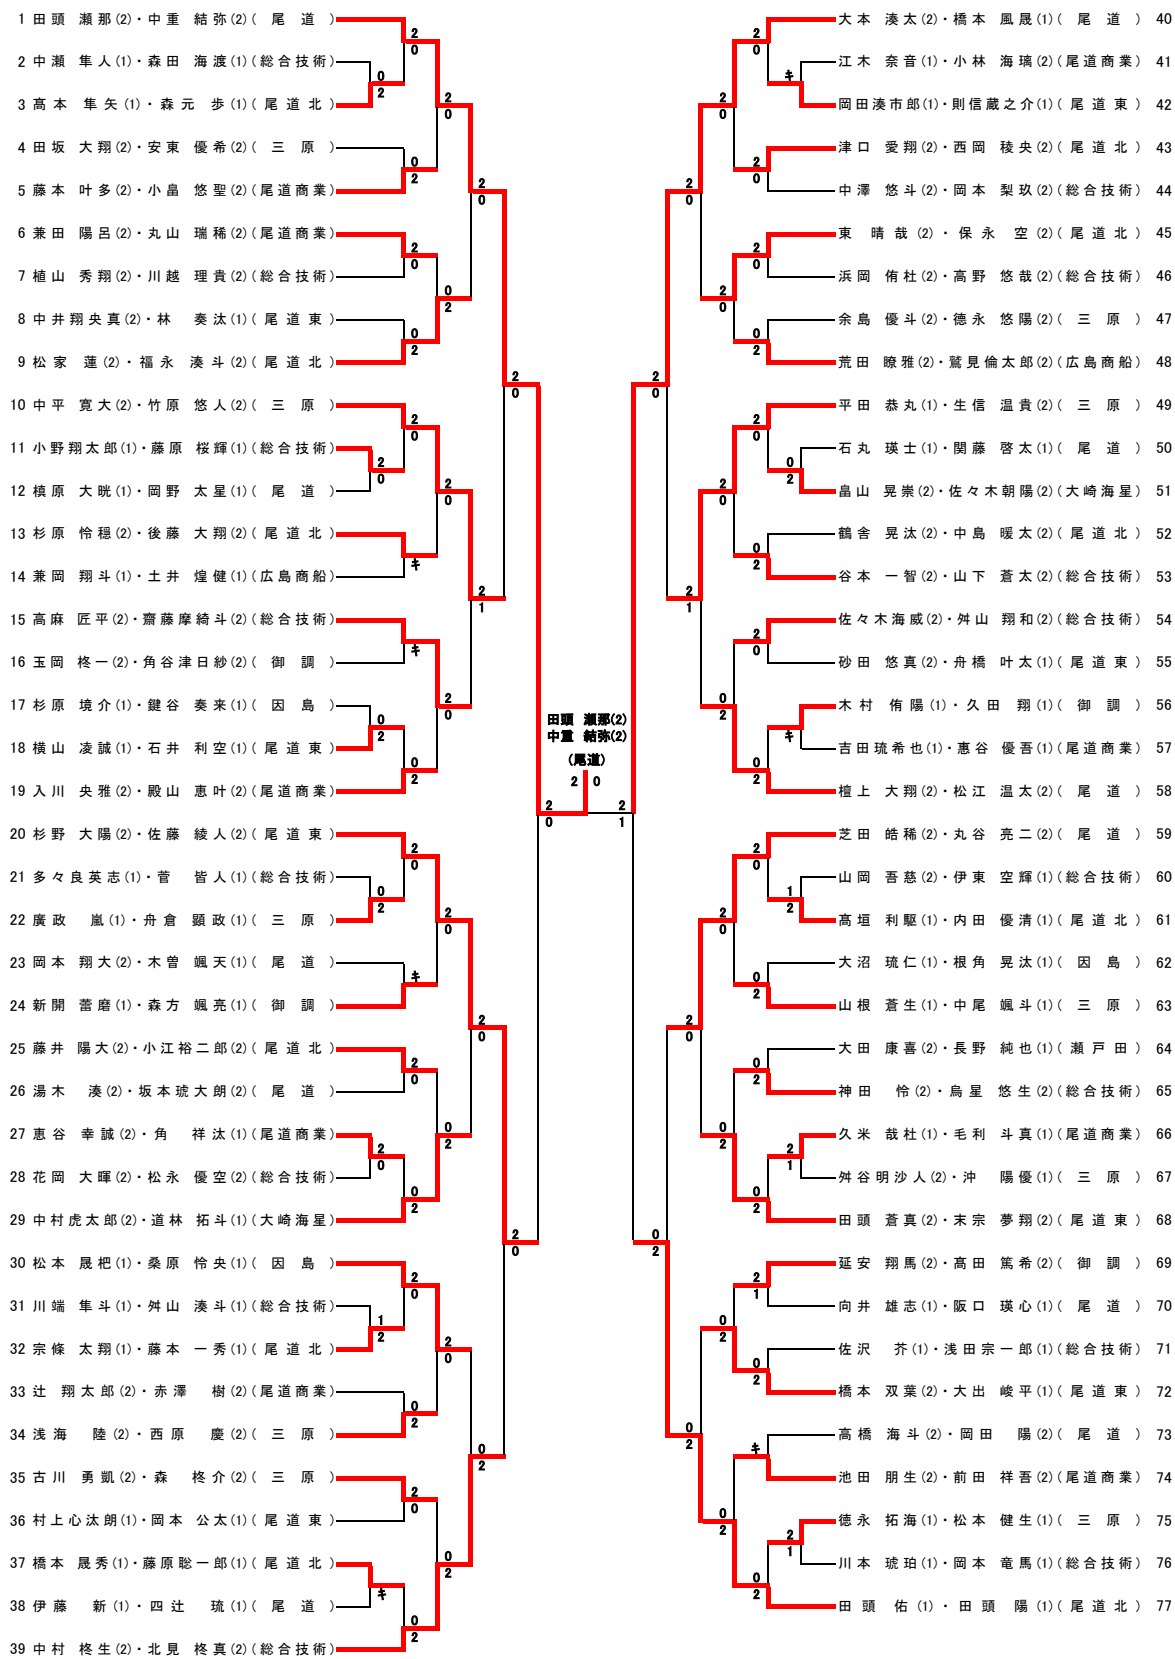 1 田頭 瀬那(2)・中重 結弥(2) ( 尾 道 )
2 中瀬 隼人(1)・森田 海渡(1) (総合技術)
3 高本 隼矢(1)・森元 歩(1) (尾道北)
4 田坂 大翔(2)・安東 優希(2) ( 三 原 )
5 藤本 叶多(2)・小畠 悠聖(2) (尾道商業)
6 兼田 陽呂(2)・丸山 瑞稀(2) (尾道商業)
7 植山 秀翔(2)・川越 理貴(2) (総合技術)
8 中井翔央真(2)・林 奏汰(1) (尾道東)
9 松家 蓮(2)・福永 湊斗(2) (尾道北)
10 中平 寛大(2)・竹原 悠人(2) ( 三 原 )
11 小野翔太郎(1)・藤原 桜輝(1) (総合技術)
12 槙原 大晄(1)・岡野 太星(1) ( 尾 道 )
13 杉原 怜穏(2)・後藤 大翔(2) (尾道北)
14 兼岡 翔斗(1)・土井 煌健(1) (広島商船)
15 高麻 匠平(2)・齋藤摩綺斗(2) (総合技術)
16 玉岡 柊一(2)・角谷津日紗(2) ( 御 調 )
17 杉原 境介(1)・鍵谷 奏来(1) ( 因 島 )
18 横山 凌誠(1)・石井 利空(1) (尾道東)
19 入川 央雅(2)・殿山 恵叶(2) (尾道商業)
20 杉野 大陽(2)・佐藤 綾人(2) (尾道東)
21 多々良英志(1)・菅 皆人(1) (総合技術)
22 廣政 嵐(1)・舟倉 顕政(1) ( 三 原 )
23 岡本 翔大(2)・木曽 颯天(1) ( 尾 道 )
24 新開 蕾磨(1)・森方 颯亮(1) ( 御 調 )
25 藤井 陽大(2)・小江裕二郎(2) (尾道北)
26 湯木 湊(2)・坂本琥大朗(2) ( 尾 道 )
27 恵谷 幸誠(2)・角 祥汰(1) (尾道商業)
28 花岡 大暉(2)・松永 優空(2) (総合技術)
29 中村虎太郎(2)・道林 拓斗(1) (大崎海星)
30 松本 晟杷(1)・桑原 怜央(1) ( 因 島 )
31 川端 隼斗(1)・舛山 湊斗(1) (総合技術)
32 宗條 太翔(1)・藤本 一秀(1) (尾道北)
33 辻 翔太郎(2)・赤澤 樹(2) (尾道商業)
34 浅海 陸(2)・西原 慶(2) ( 三 原 )
35 古川 勇凱(2)・森 柊介(2) ( 三 原 )
36 村上心汰朗(1)・岡本 公太(1) (尾道東)
37 橋本 晟秀(1)・藤原聡一郎(1) (尾道北)
38 伊藤 新(1)・四辻 琉(1) ( 尾 道 )
39 中村 柊生(2)・北見 柊真(2) (総合技術)
田頭 瀬那(2)
中重 結弥(2)
(尾道)
2 0
2
0
2
1
大本 湊太(2)・橋本 風晟(1) ( 尾 道 ) 40
江木 奈音(1)・小林 海璃(2) (尾道商業) 41
岡田湊市郎(1)・則信蔵之介(1) (尾道東) 42
津口 愛翔(2)・西岡 稜央(2) (尾道北) 43
中澤 悠斗(2)・岡本 梨玖(2) (総合技術) 44
東 晴哉(2)・保永 空(2) (尾道北) 45
浜岡 侑杜(2)・高野 悠哉(2) (総合技術) 46
余島 優斗(2)・徳永 悠陽(2) ( 三 原 ) 47
荒田 瞭雅(2)・鷲見倫太郎(2) (広島商船) 48
平田 恭丸(1)・生信 温貴(2) ( 三 原 ) 49
石丸 瑛士(1)・関藤 啓太(1) ( 尾 道 ) 50
畠山 晃崇(2)・佐々木朝陽(2) (大崎海星) 51
鶴舎 晃汰(2)・中島 暖太(2) (尾道北) 52
谷本 一智(2)・山下 蒼太(2) (総合技術) 53
佐々木海威(2)・舛山 翔和(2) (総合技術) 54
砂田 悠真(2)・舟橋 叶太(1) (尾道東) 55
木村 侑陽(1)・久田 翔(1) ( 御 調 ) 56
吉田琉希也(1)・恵谷 優吾(1) (尾道商業) 57
檀上 大翔(2)・松江 温太(2) ( 尾 道 ) 58
芝田 皓稀(2)・丸谷 亮二(2) ( 尾 道 ) 59
山岡 吾慈(2)・伊東 空輝(1) (総合技術) 60
髙垣 利駆(1)・内田 優清(1) (尾道北) 61
大沼 琉仁(1)・根角 晃汰(1) ( 因 島 ) 62
山根 蒼生(1)・中尾 颯斗(1) ( 三 原 ) 63
大田 康喜(2)・長野 純也(1) (瀬戸田) 64
神田 怜(2)・烏星 悠生(2) (総合技術) 65
久米 哉杜(1)・毛利 斗真(1) (尾道商業) 66
舛谷明沙人(2)・沖 陽優(1) ( 三 原 ) 67
田頭 蒼真(2)・末宗 夢翔(2) (尾道東) 68
延安 翔馬(2)・髙田 篤希(2) ( 御 調 ) 69
向井 雄志(1)・阪口 瑛心(1) ( 尾 道 ) 70
佐沢 芥(1)・浅田宗一郎(1) (総合技術) 71
橋本 双葉(2)・大出 峻平(1) (尾道東) 72
高橋 海斗(2)・岡田 陽(2) ( 尾 道 ) 73
池田 朋生(2)・前田 祥吾(2) (尾道商業) 74
徳永 拓海(1)・松本 健生(1) ( 三 原 ) 75
川本 琥珀(1)・岡本 竜馬(1) (総合技術) 76
田頭 佑(1)・田頭 陽(1) (尾道北) 77